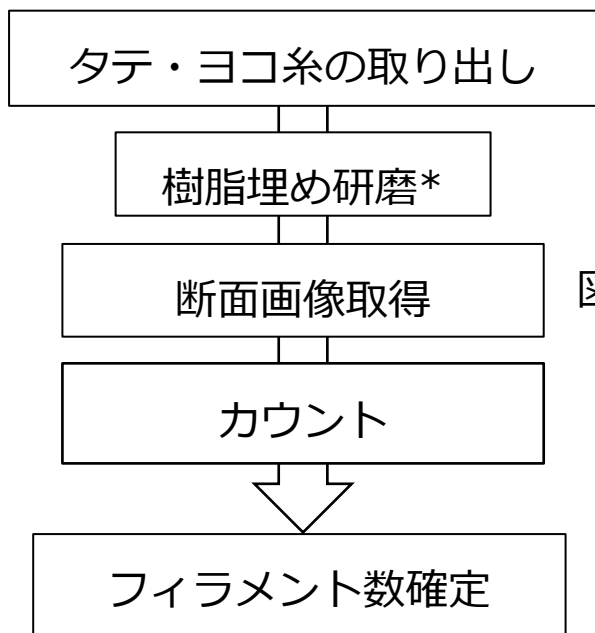 タテ・ヨコ糸の取り出し
樹脂埋め研磨*
断面画像取得
カウント
フィラメント数確定